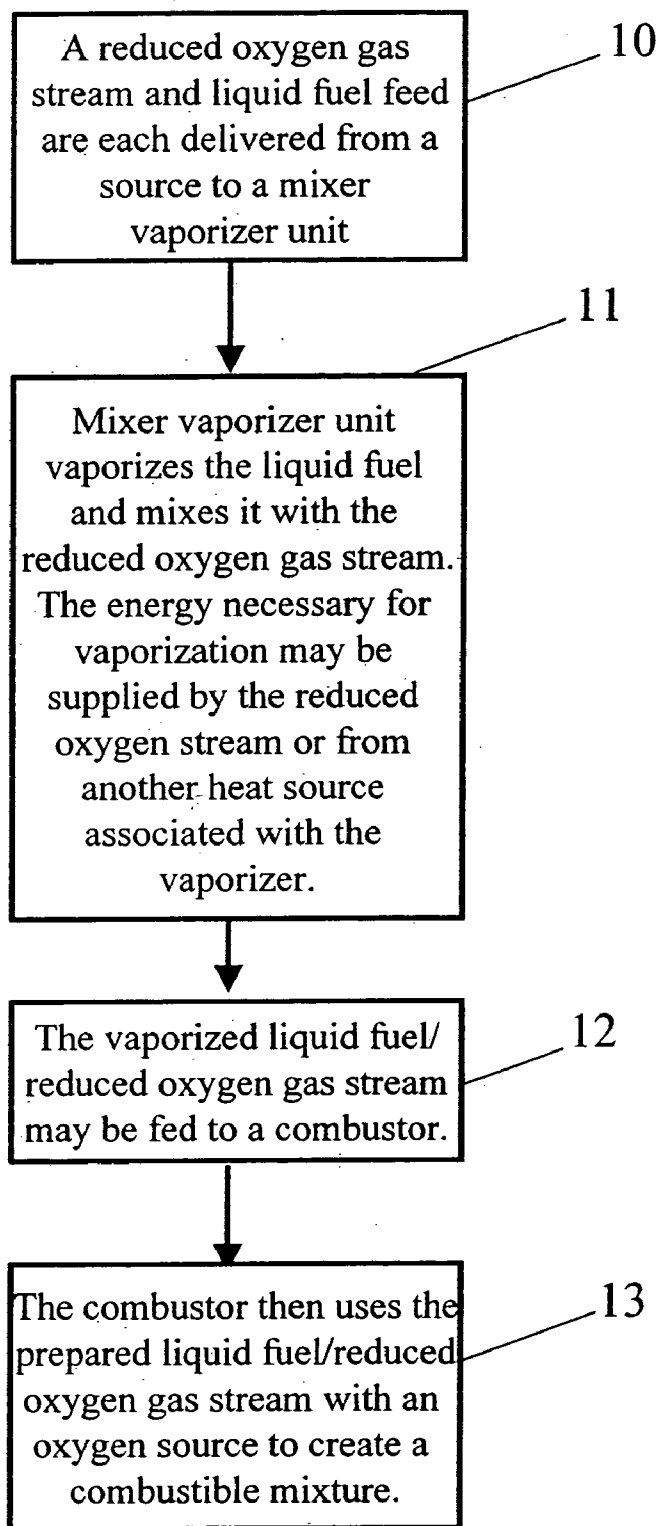 A reduced oxygen gas
stream and liquid fuel feed
are each delivered from a
source to a mixer
vaporizer unit
10
11
Mixer vaporizer unit
vaporizes the liquid fuel
and mixes it with the
reduced oxygen gas stream.
The energy necessary for
vaporization may be
supplied by the reduced
oxygen stream or from
another heat source
associated with the
vaporizer.
The vaporized liquid fuel/
reduced oxygen gas stream
may be fed to a combustor.
12
The combustor then uses the
prepared liquid fuel/reduced
oxygen gas stream with an
oxygen source to create a
combustible mixture.
13